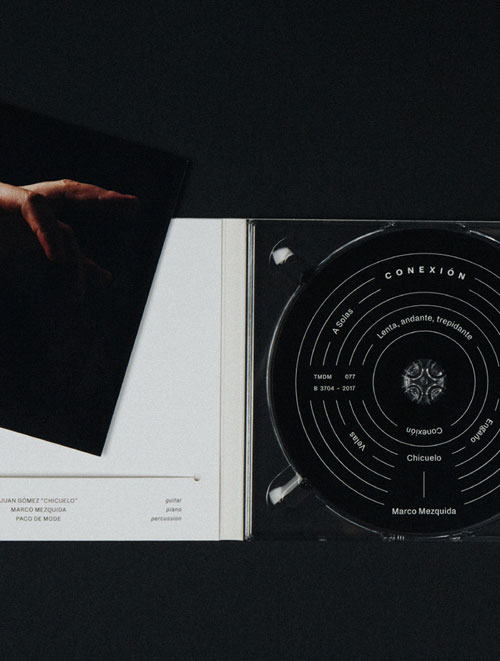 CONEXIÓN
A Solas
Lenta, andante, trepidante
TMDM 077
B 3704 - 2017
Engaño
Velas
Conexión
Chicuelo
Marco Mezquida
JUAN GÓMEZ "CHICUELO" guitar
MARCO MEZQUIDA piano
PACO DE MODE percussion